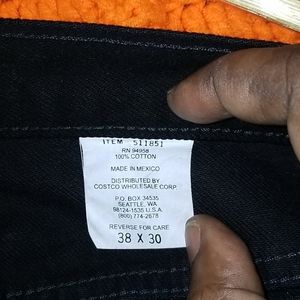 ITEM 511851
RN 94958
100% COTTON
MADE IN MEXICO
DISTRIBUTED BY
COSTCO WHOLESALE CORP.
P.O. BOX 34535
SEATTLE, WA
98124-1535 U.S.A.
(800) 774-2678
REVERSE FOR CARE
38 X 30